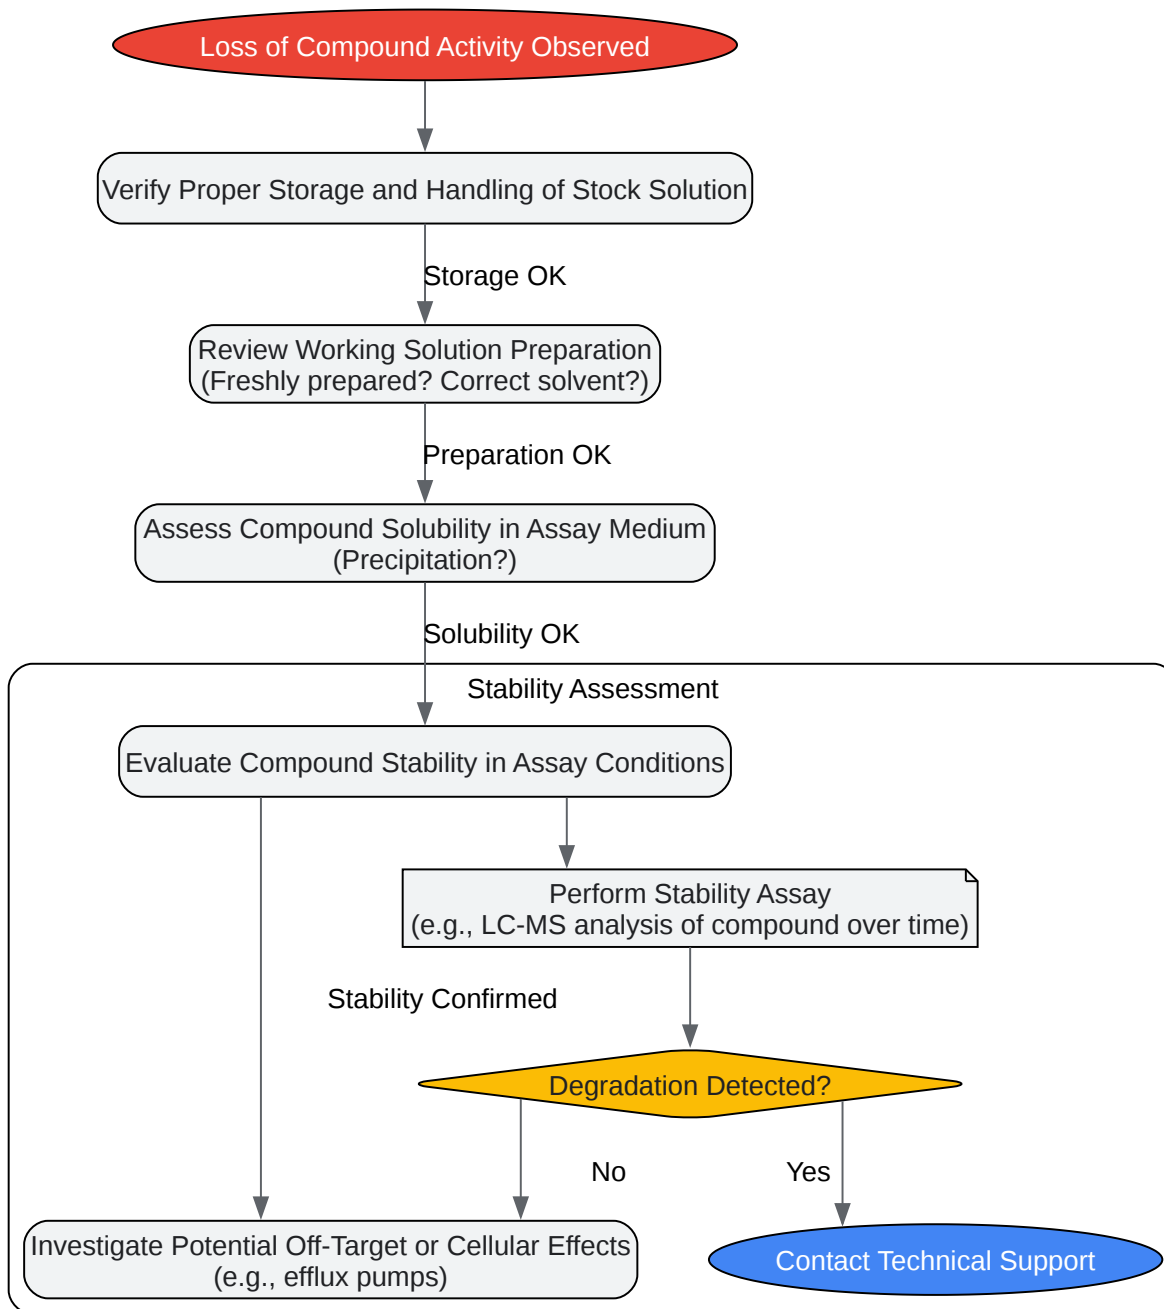 Loss of Compound Activity Observed
Verify Proper Storage and Handling of Stock Solution
Storage OK
Review Working Solution Preparation
(Freshly prepared? Correct solvent?)
Preparation OK
Assess Compound Solubility in Assay Medium
(Precipitation?)
Solubility OK
Stability Assessment
Evaluate Compound Stability in Assay Conditions
Perform Stability Assay
(e.g., LC-MS analysis of compound over time)
Stability Confirmed
Degradation Detected?
No
Yes
Investigate Potential Off-Target or Cellular Effects
(e.g., efflux pumps)
Contact Technical Support